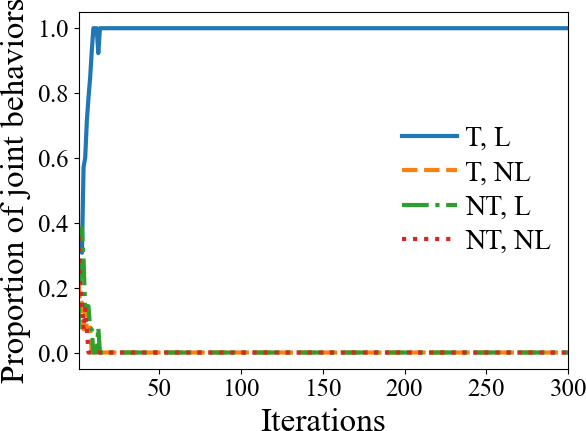 Proportion of joint behaviors
1.0
0.8
0.6
0.4
0.2
0.0
T, L
T, NL
NT, L
NT, NL
50 100 150 200 250 300
Iterations